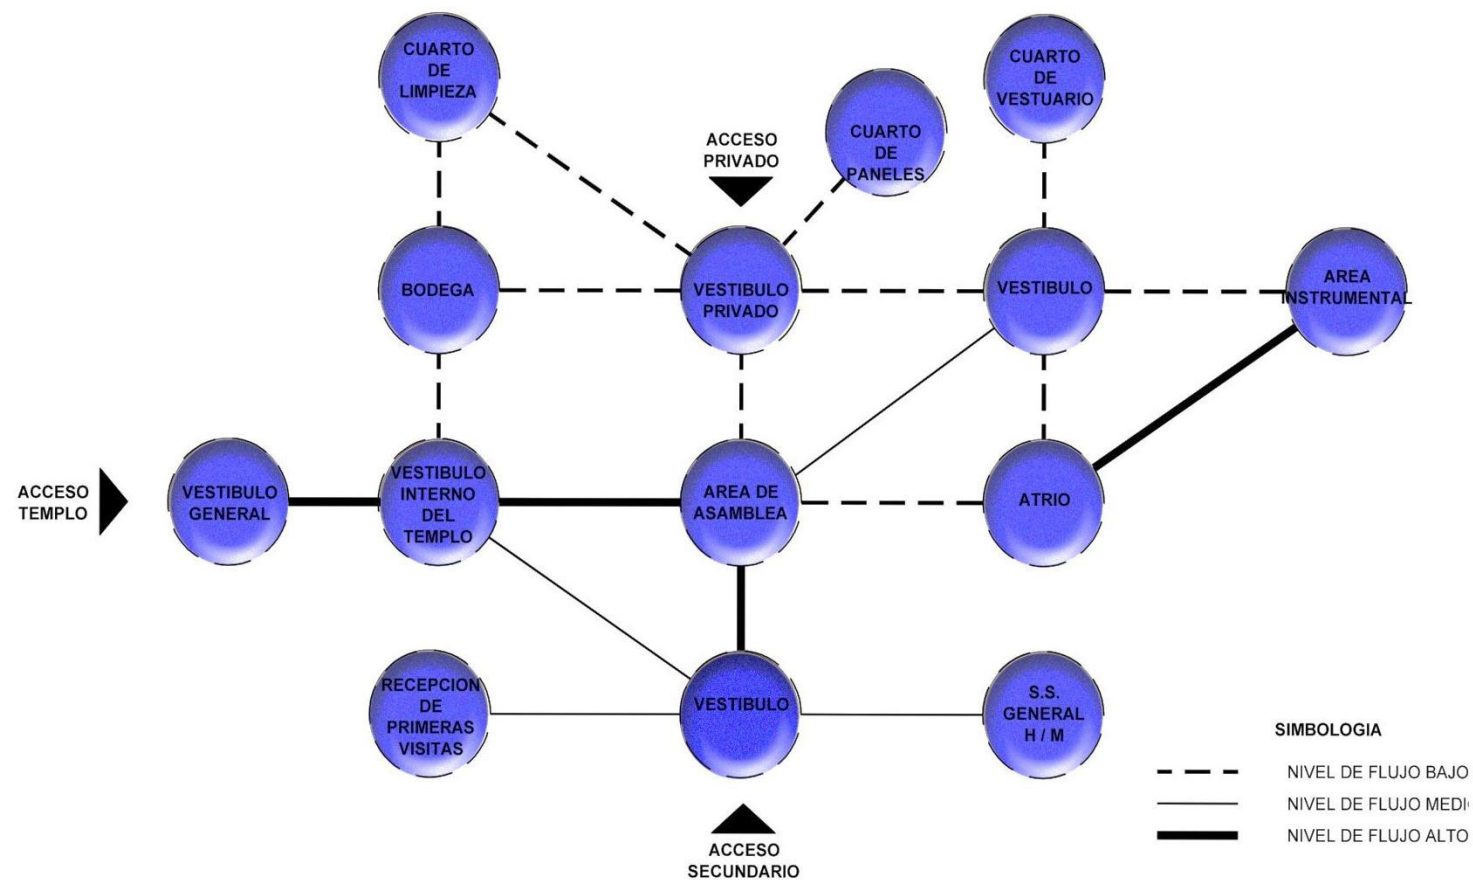 CUARTO
DE
LIMPIEZA
CUARTO
DE
PANELES
CUARTO
DE
VESTUARIO
ACCESO
PRIVADO
BODEGA
VESTIBULO
PRIVADO
VESTIBULO
AREA
INSTRUMENTAL
ACCESO
TEMPLO
VESTIBULO
GENERAL
VESTIBULO
INTERNO
DEL
TEMPLO
AREA DE
ASAMBLEA
ATRIO
RECEPCION
DE
PRIMERAS
VISITAS
VESTIBULO
S.S.
GENERAL
H / M
ACCESO
SECUNDARIO
SIMBOLOGIA
NIVEL DE FLUJO BAJO
NIVEL DE FLUJO MEDI
NIVEL DE FLUJO ALTO